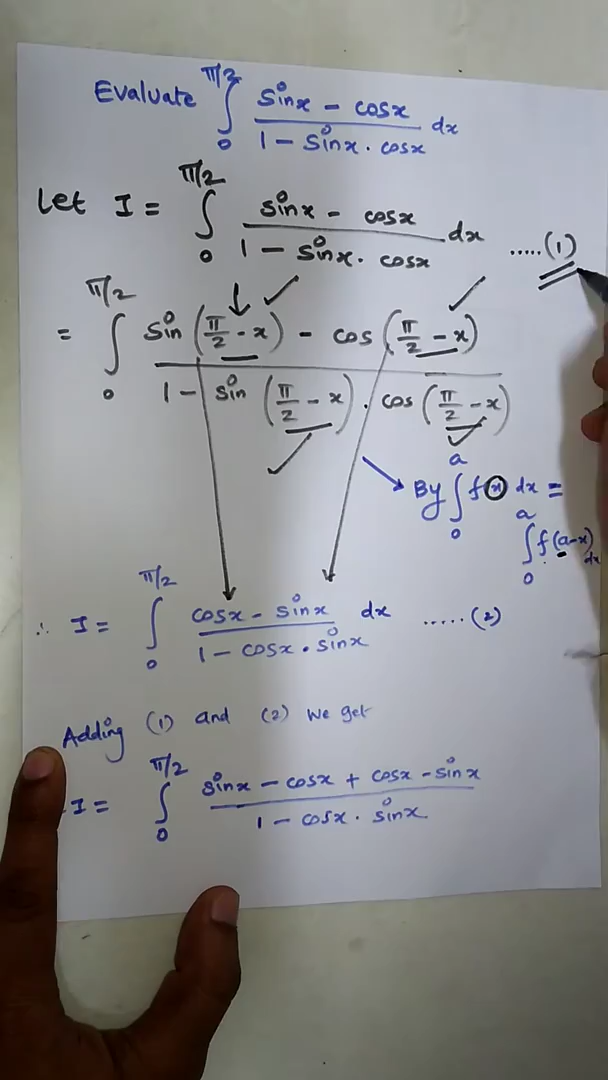 Evaluate ∫₀^(π/2) (sinx − cosx)/(1 − sinx · cosx) dx
Let I = ∫₀^(π/2) (sinx − cosx)/(1 − sinx · cosx) dx .....(1)
= ∫₀^(π/2) (sin(π/2 − x) − cos(π/2 − x))/(1 − sin(π/2 − x) · cos(π/2 − x))
By ∫₀^a f(x) dx =
∫₀^a f(a−x) dx
∴ I = ∫₀^(π/2) (cosx − sinx)/(1 − cosx · sinx) dx .....(2)
Adding (1) and (2) we get
I = ∫₀^(π/2) (sinx − cosx + cosx − sinx)/(1 − cosx · sinx)